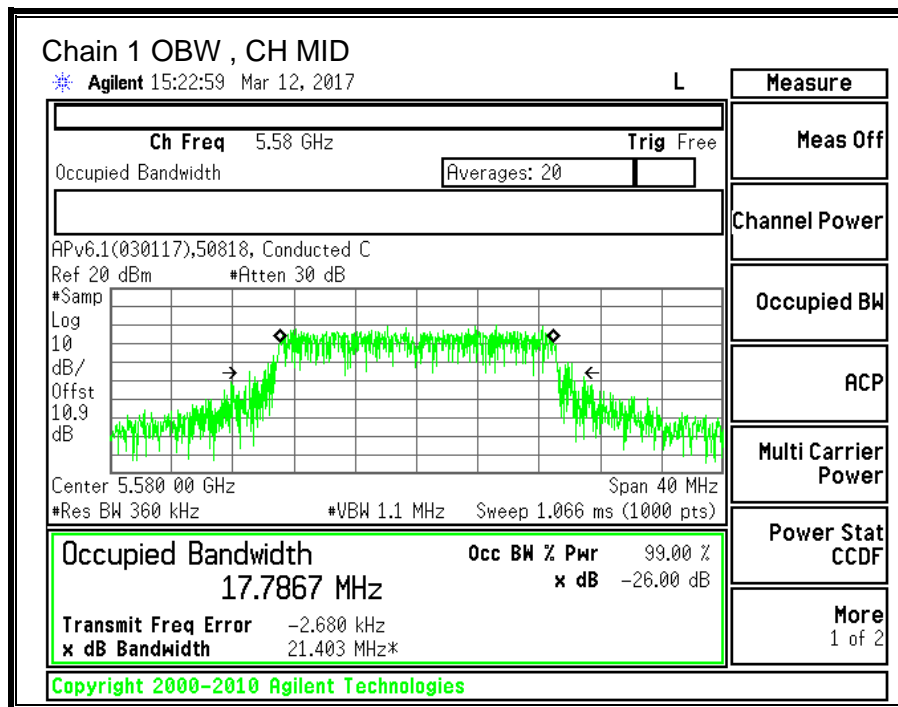 Chain 1 OBW , CH MID
Agilent 15:22:59 Mar 12, 2017 L
Measure
Ch Freq 5.58 GHz Trig Free
Meas Off
Occupied Bandwidth Averages: 20
Channel Power
APv6.1(030117),50818, Conducted C
Ref 20 dBm #Atten 30 dB
#Samp
Log
10
dB/
Offst
10.9
dB
Occupied BW
ACP
Center 5.580 00 GHz Span 40 MHz
#Res BW 360 kHz #VBW 1.1 MHz Sweep 1.066 ms (1000 pts)
Multi Carrier
Power
Occupied Bandwidth Occ BW % Pwr 99.00 %
17.7867 MHz x dB -26.00 dB
Transmit Freq Error -2.680 kHz
x dB Bandwidth 21.403 MHz*
Power Stat
CCDF
More
1 of 2
Copyright 2000-2010 Agilent Technologies